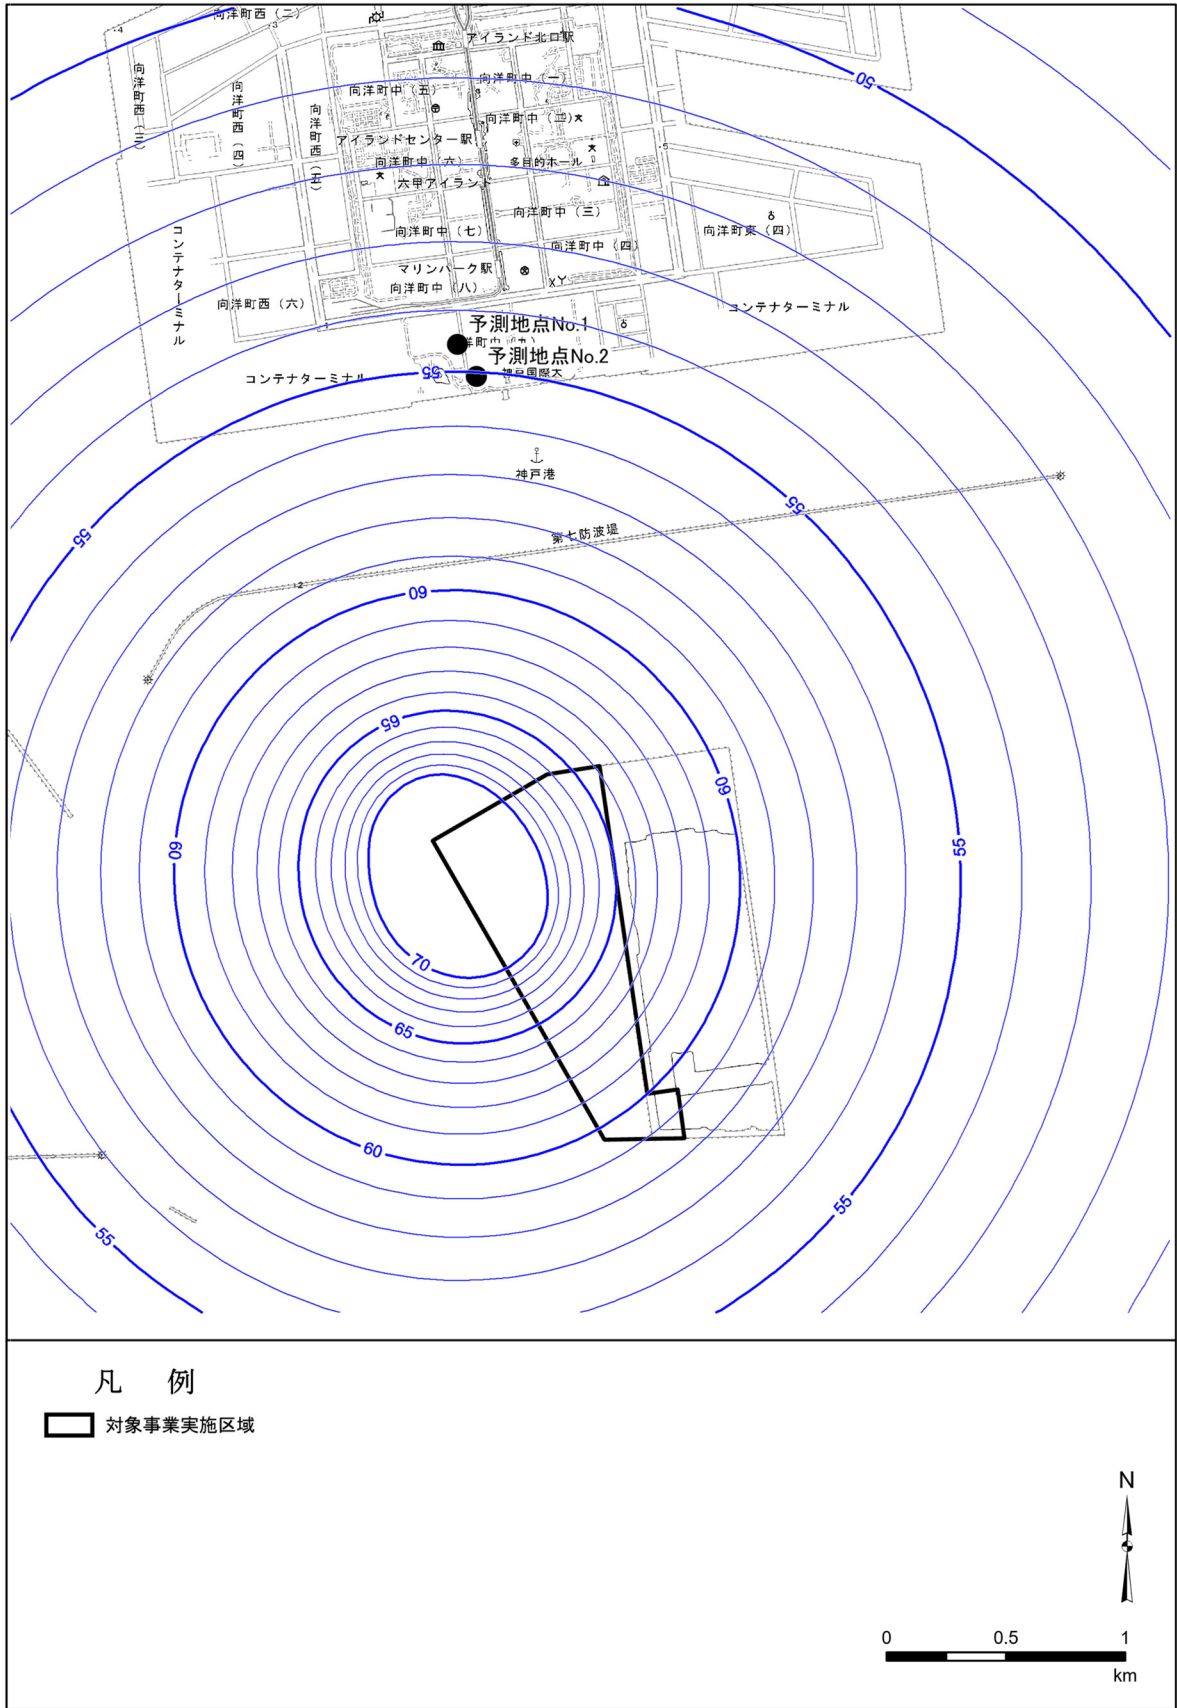 向洋町西（二）
アイランド北口駅
50
向洋町西（三）
向洋町西（四）
向洋町西（五）
向洋町中（五）
向洋町中（一）
向洋町中（二）
アイランドセンター駅
向洋町中（六）
多目的ホール
六甲アイランド
向洋町中（三）
向洋町中（七）
向洋町中（四）
向洋町東（四）
コンテナターミナル
マリンパーク駅
向洋町中（八）
向洋町西（六）
コンテナターミナル
予測地点No.1
予測地点No.2
コンテナターミナル
55
神戸国際大
神戸港
55
55
第七防波堤
60
65
60
60
55
70
65
60
55
55
凡 例
対象事業実施区域
N
0 0.5 1
km